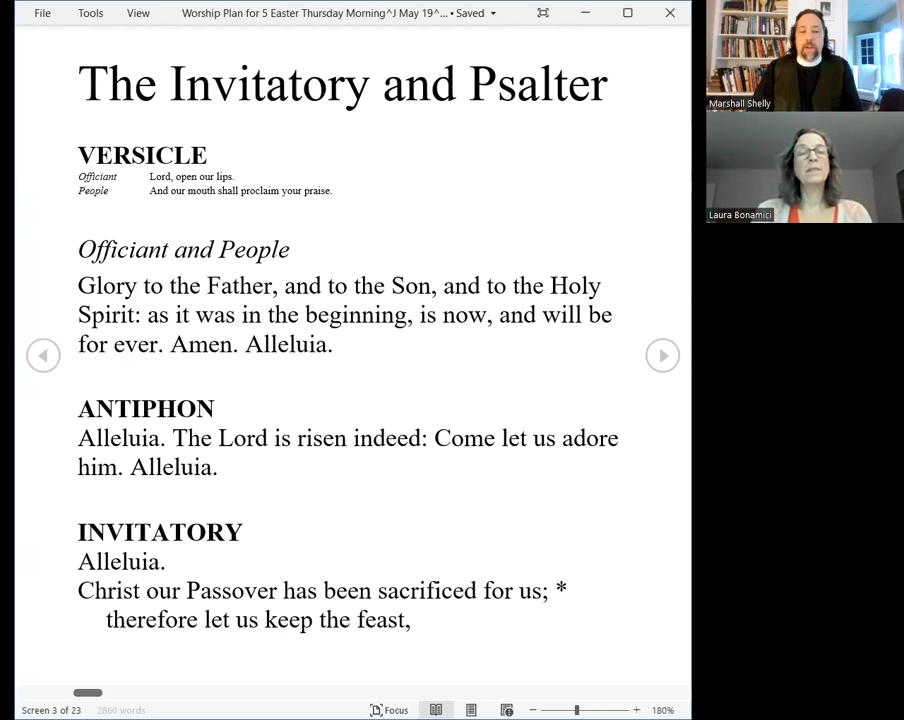 File Tools View Worship Plan for 5 Easter Thursday Morning^J May 19^... • Saved
The Invitatory and Psalter
VERSICLE
Officiant Lord, open our lips.
People And our mouth shall proclaim your praise.
Officiant and People
Glory to the Father, and to the Son, and to the Holy
Spirit: as it was in the beginning, is now, and will be
for ever. Amen. Alleluia.
ANTIPHON
Alleluia. The Lord is risen indeed: Come let us adore
him. Alleluia.
INVITATORY
Alleluia.
Christ our Passover has been sacrificed for us; *
therefore let us keep the feast,
Screen 3 of 23 2860 words Focus 180%
Marshall Shelly
Laura Bonamici